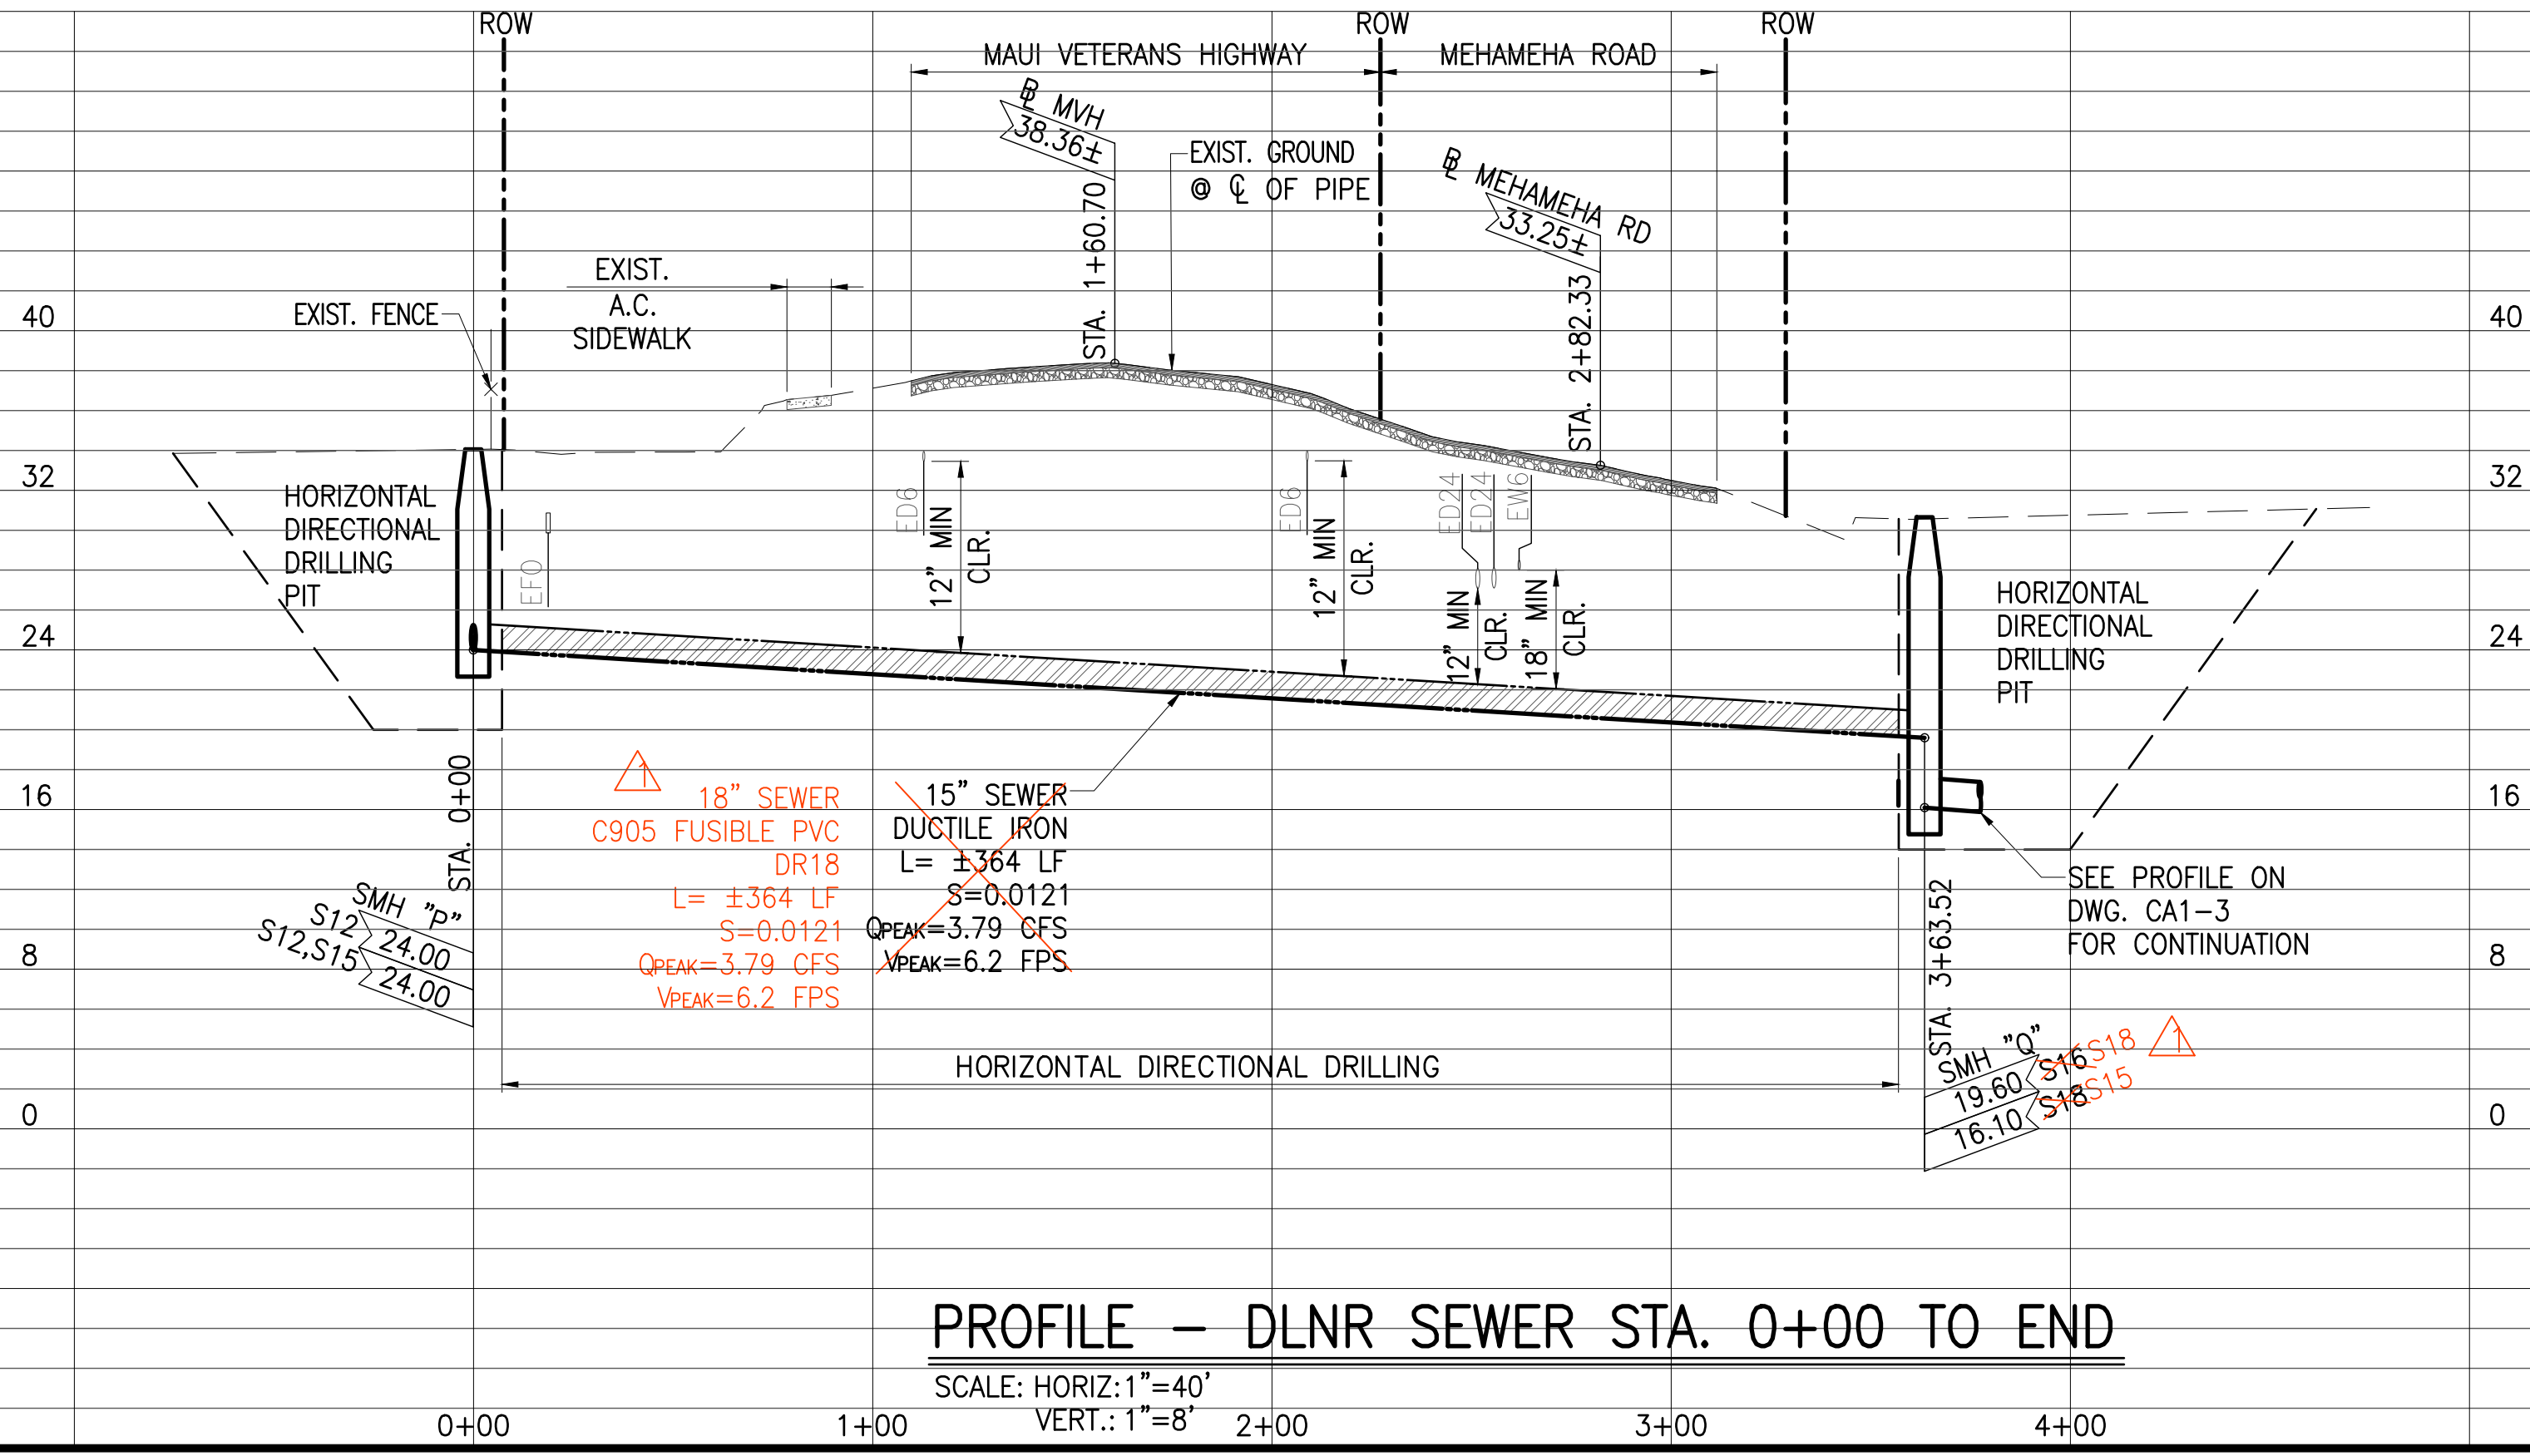 ROW
ROW
ROW
MAUI VETERANS HIGHWAY
MEHAMEHA ROAD
℄ MVH
38.36±
STA. 1+60.70
EXIST. GROUND
@ ℄ OF PIPE
MEHAMEHA RD
33.25±
STA. 2+82.33
EXIST.
A.C.
SIDEWALK
EXIST. FENCE
40
40
32
32
24
24
16
16
8
8
0
0
HORIZONTAL
DIRECTIONAL
DRILLING
PIT
EFO
ED6
12" MIN
CLR.
ED6
12" MIN
CLR.
ED24
ED24
EW6
12" MIN
CLR.
18" MIN
CLR.
HORIZONTAL
DIRECTIONAL
DRILLING
PIT
STA. 0+00
SMH "P"
S12 24.00
S12,S15 24.00
1
18" SEWER
C905 FUSIBLE PVC
DR18
L= ±364 LF
S=0.0121
QPEAK=3.79 CFS
VPEAK=6.2 FPS
15" SEWER
DUCTILE IRON
L= ±364 LF
S=0.0121
QPEAK=3.79 CFS
VPEAK=6.2 FPS
SEE PROFILE ON
DWG. CA1-3
FOR CONTINUATION
STA. 3+63.52
SMH "Q"
19.60 S16 S18
1
16.10 S18 S15
HORIZONTAL DIRECTIONAL DRILLING
PROFILE - DLNR SEWER STA. 0+00 TO END
SCALE: HORIZ:1"=40'
VERT.: 1"=8'
0+00
1+00
2+00
3+00
4+00